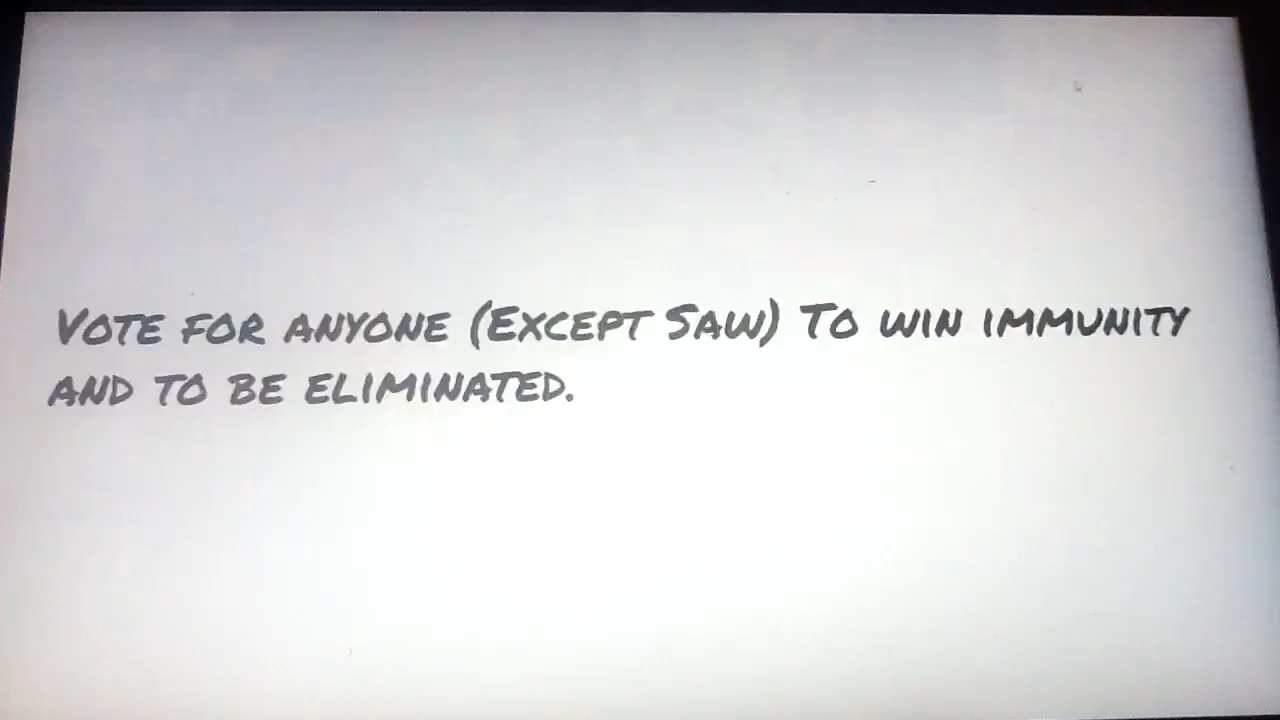 Vote for anyone (Except Saw) To win immunity
and to be eliminated.